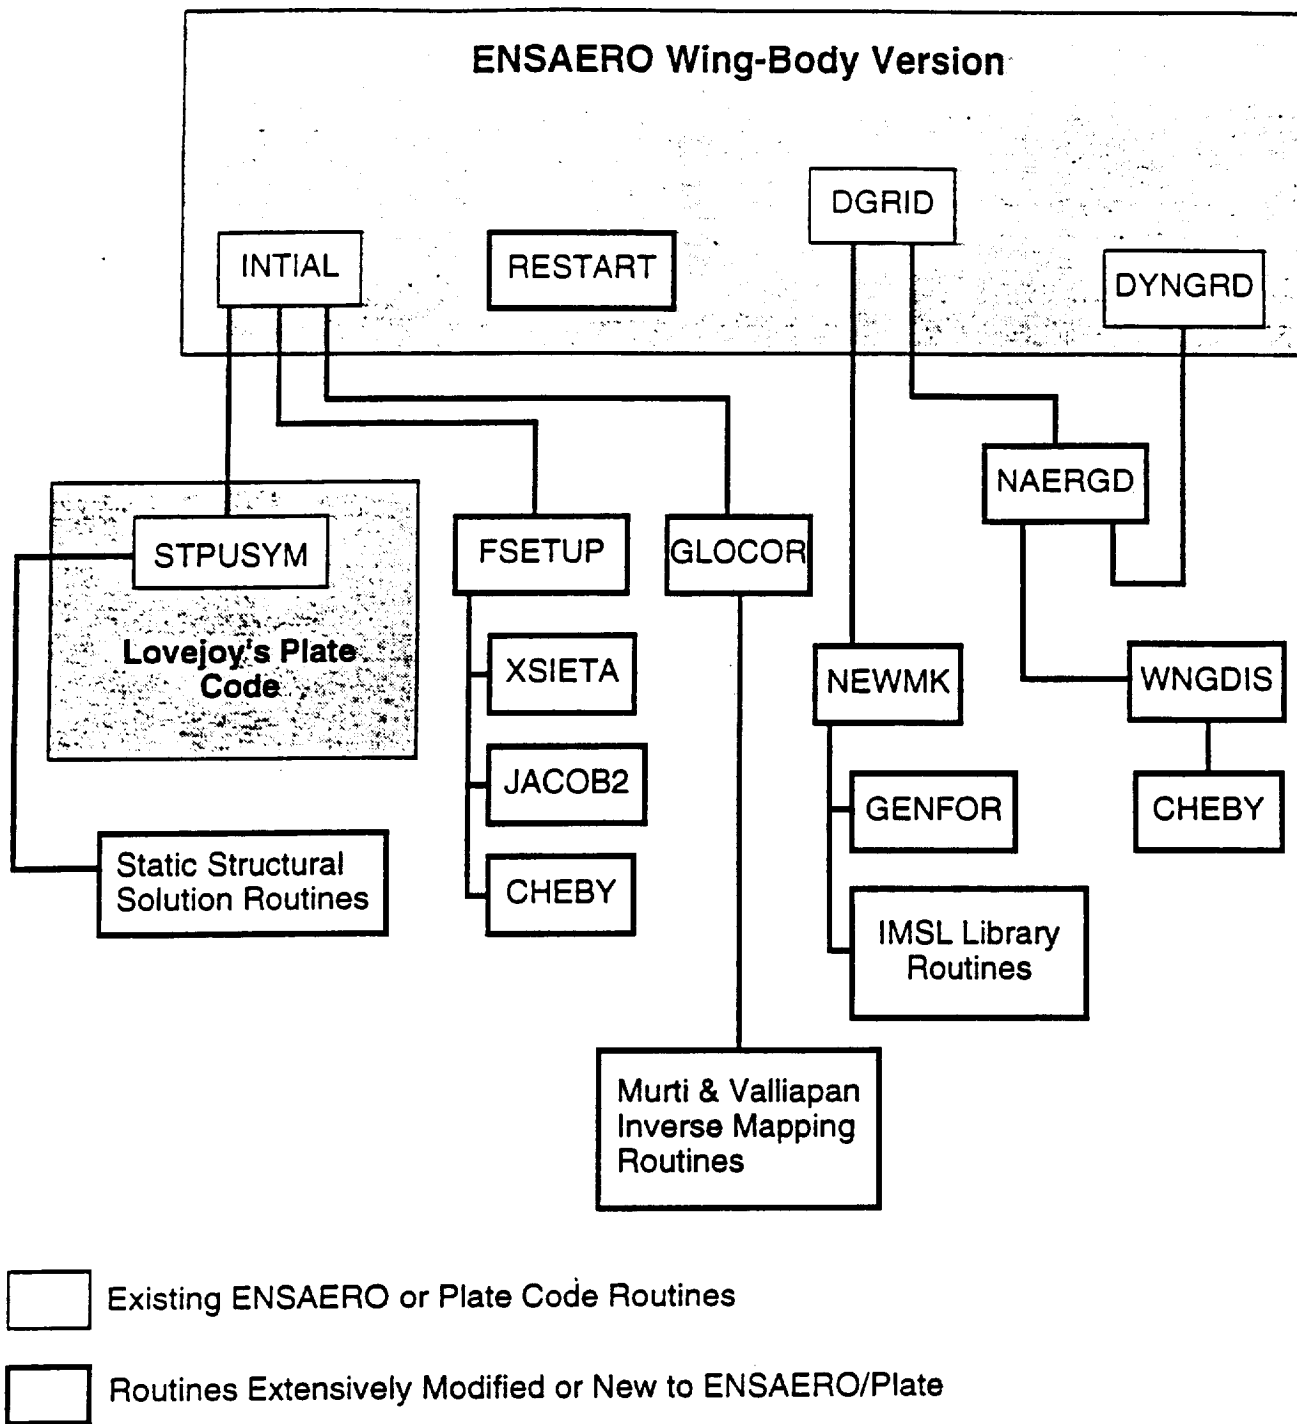 ENSAERO Wing-Body Version
DGRID
INTIAL
RESTART
DYNGRD
NAERGD
STPUSYM
FSETUP
GLOCOR
Lovejoy's Plate
Code
XSIETA
NEWMK
WNGDIS
JACOB2
GENFOR
CHEBY
Static Structural
Solution Routines
CHEBY
IMSL Library
Routines
Murti & Valliapan
Inverse Mapping
Routines
Existing ENSAERO or Plate Code Routines
Routines Extensively Modified or New to ENSAERO/Plate